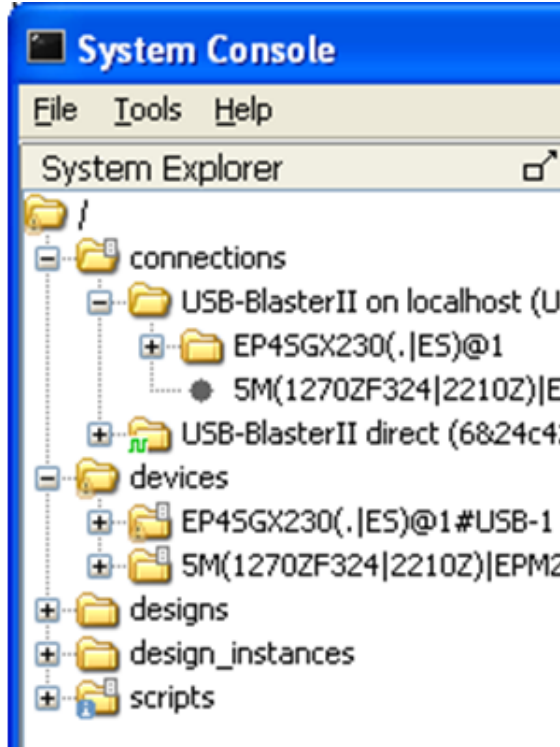 System Console
File Tools Help
System Explorer
/
connections
USB-BlasterII on localhost (U
EP4SGX230(.|ES)@1
5M(1270ZF324|2210Z)|E
USB-BlasterII direct (6&24c4
devices
EP4SGX230(.|ES)@1#USB-1
5M(1270ZF324|2210Z)|EPM2
designs
design_instances
scripts